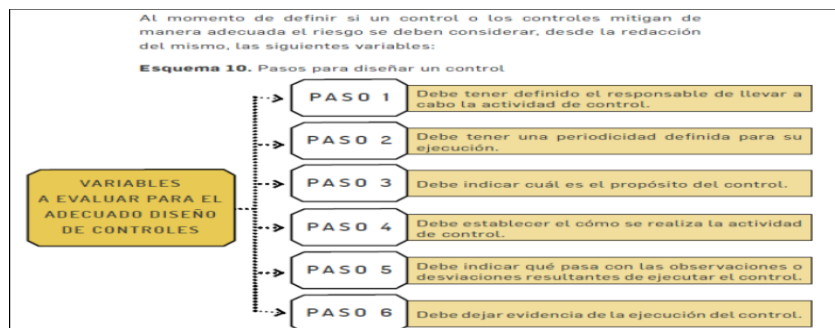 Al momento de definir si un control o los controles mitigan de
manera adecuada el riesgo se deben considerar, desde la redacción
del mismo, las siguientes variables:
Esquema 10. Pasos para diseñar un control
VARIABLES
A EVALUAR PARA EL
ADECUADO DISEÑO
DE CONTROLES
PASO 1
Debe tener definido el responsable de llevar a
cabo la actividad de control.
PASO 2
Debe tener una periodicidad definida para su
ejecución.
PASO 3
Debe indicar cuál es el propósito del control.
PASO 4
Debe establecer el cómo se realiza la actividad
de control.
PASO 5
Debe indicar qué pasa con las observaciones o
desviaciones resultantes de ejecutar el control.
PASO 6
Debe dejar evidencia de la ejecución del control.